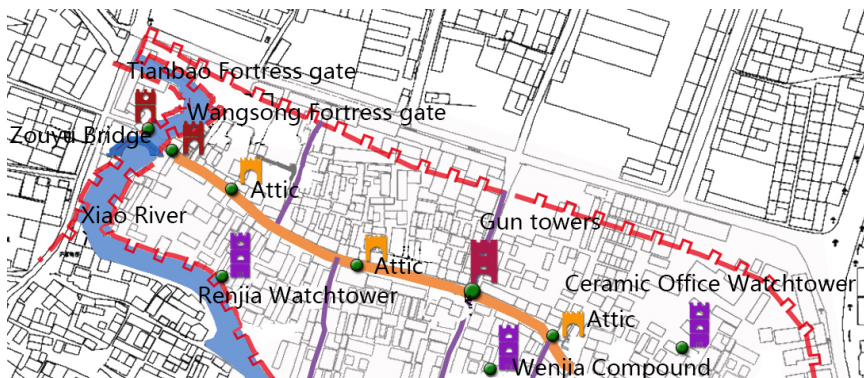 Tianbao Fortress gate
Wangsong Fortress gate
Zouyu Bridge
Attic
Xiao River
Gun towers
Attic
Ceramic Office Watchtower
Renjia Watchtower
Attic
Wenjia Compound